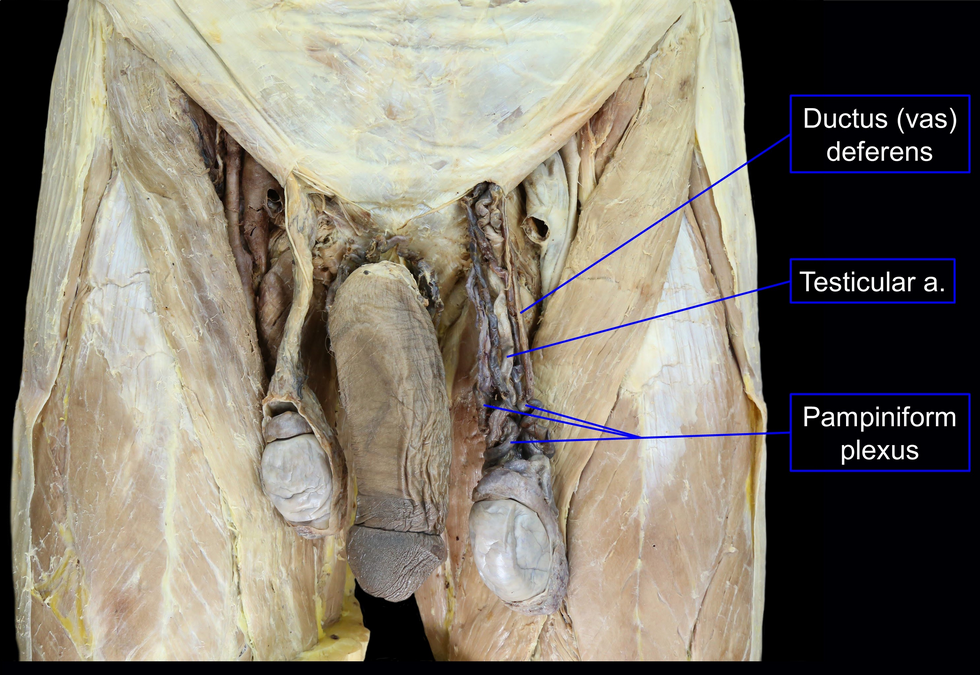 Ductus (vas)
deferens
Testicular a.
Pampiniform
plexus